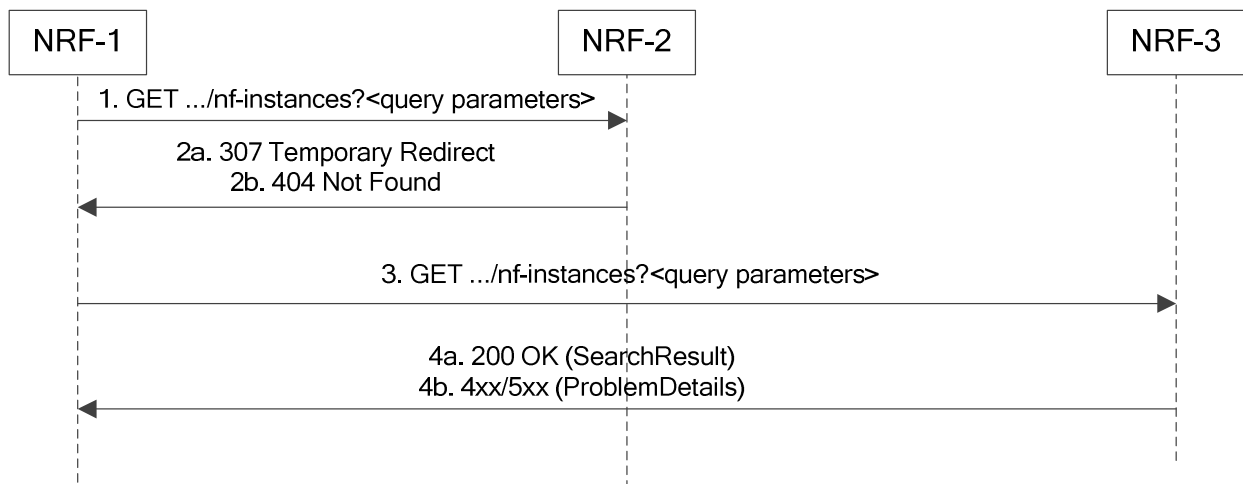 NRF-1
NRF-2
NRF-3
1. GET .../nf-instances?<query parameters>
2a. 307 Temporary Redirect
2b. 404 Not Found
3. GET .../nf-instances?<query parameters>
4a. 200 OK (SearchResult)
4b. 4xx/5xx (ProblemDetails)